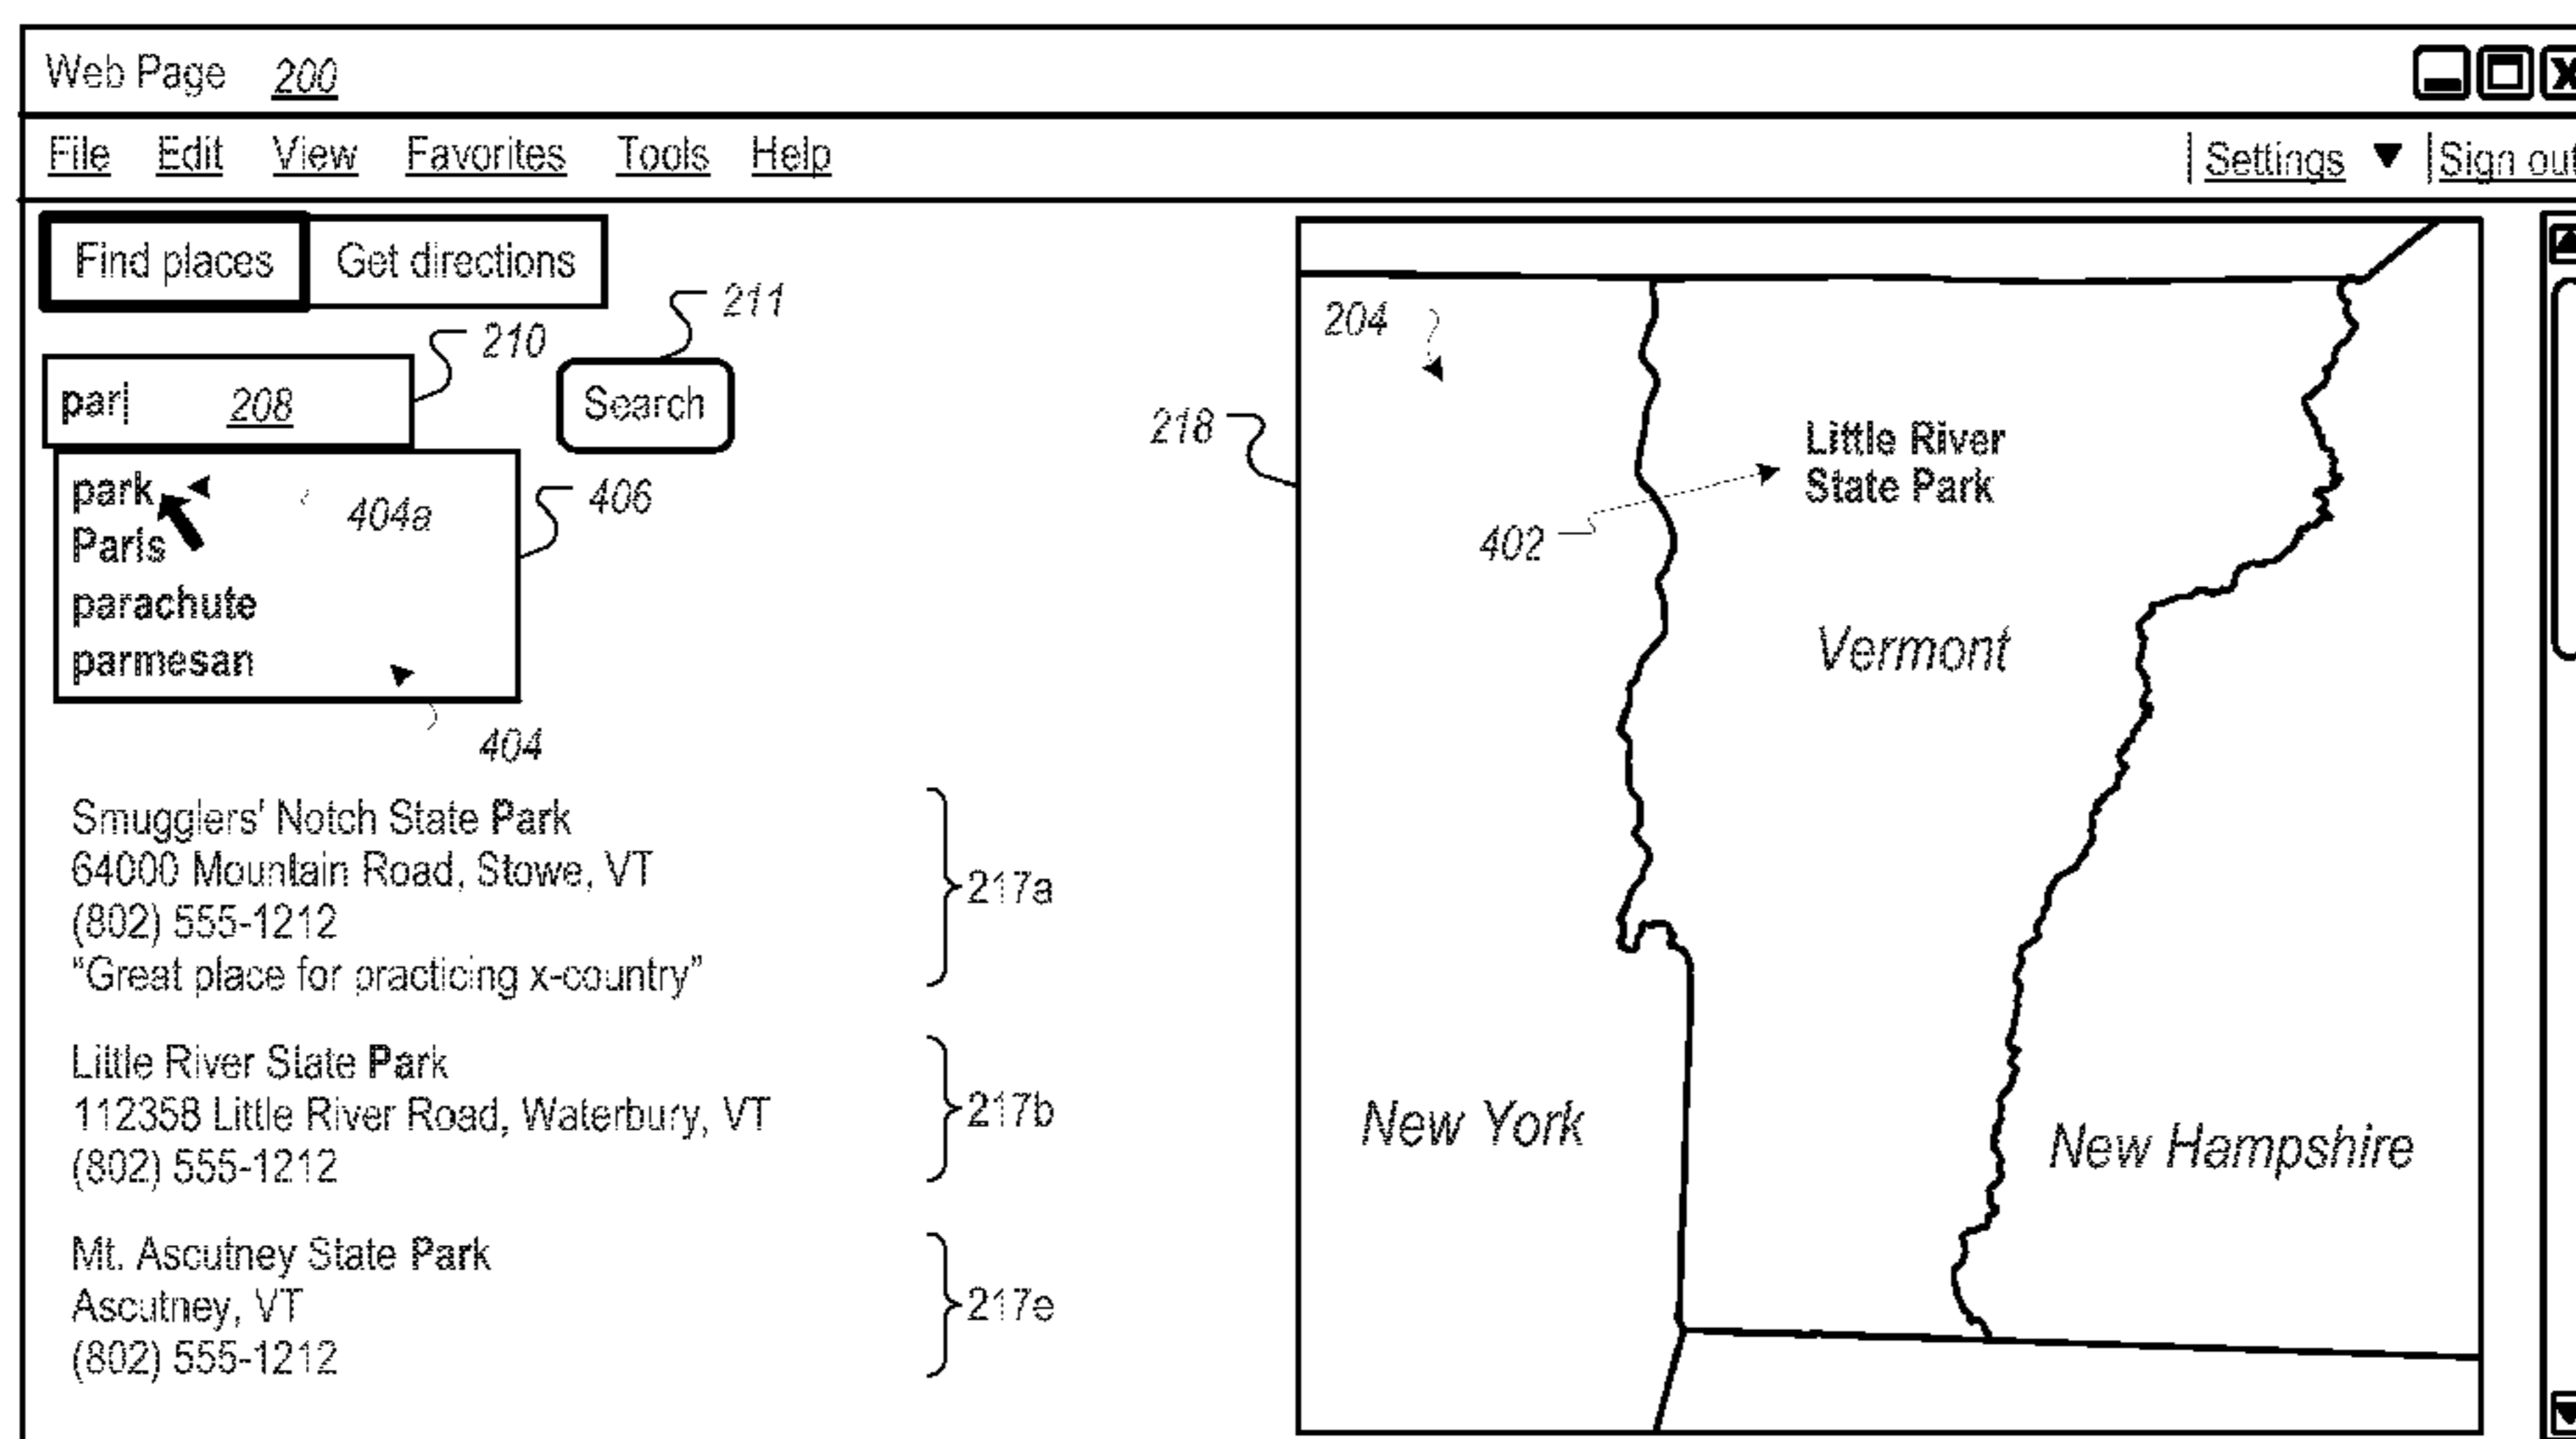 Web Page 200
File Edit View Favorites Tools Help | Settings ▼ | Sign out
Find places Get directions
211
210
par| 208 Search
park 404a
406
Paris
parachute
parmesan
404
Smugglers' Notch State Park
64000 Mountain Road, Stowe, VT
(802) 555-1212
"Great place for practicing x-country"
217a
Little River State Park
112358 Little River Road, Waterbury, VT
(802) 555-1212
217b
Mt. Ascutney State Park
Ascutney, VT
(802) 555-1212
217e
204
218
Little River
State Park
402
Vermont
New York
New Hampshire